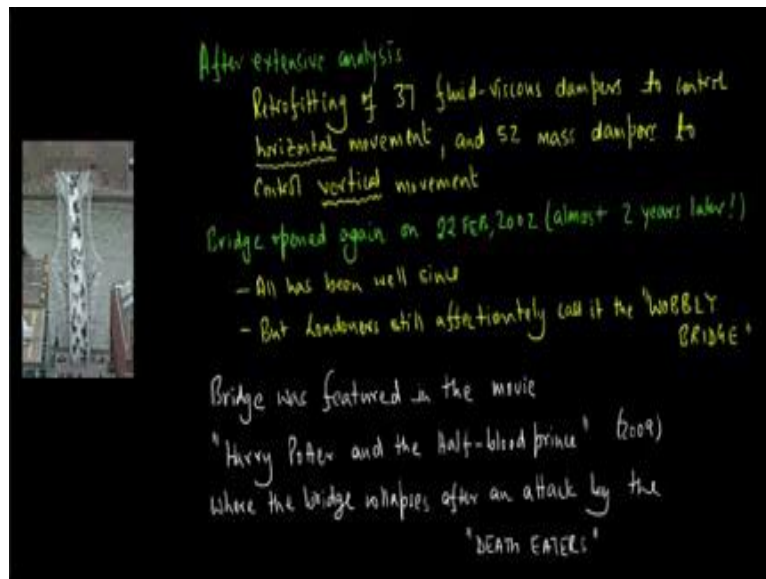 After extensive analysis
Retrofitting of 37 fluid-viscous dampers to control
horizontal movement, and 52 mass dampers to
control vertical movement
Bridge opened again on 22 FEB, 2002 (almost 2 years later!)
- All has been well since
- But Londoners still affectionately call it the "WOBBLY
BRIDGE"
Bridge was featured in the movie
"Harry Potter and the Half-blood prince" (2009)
where the bridge collapses after an attack by the
"DEATH EATERS"